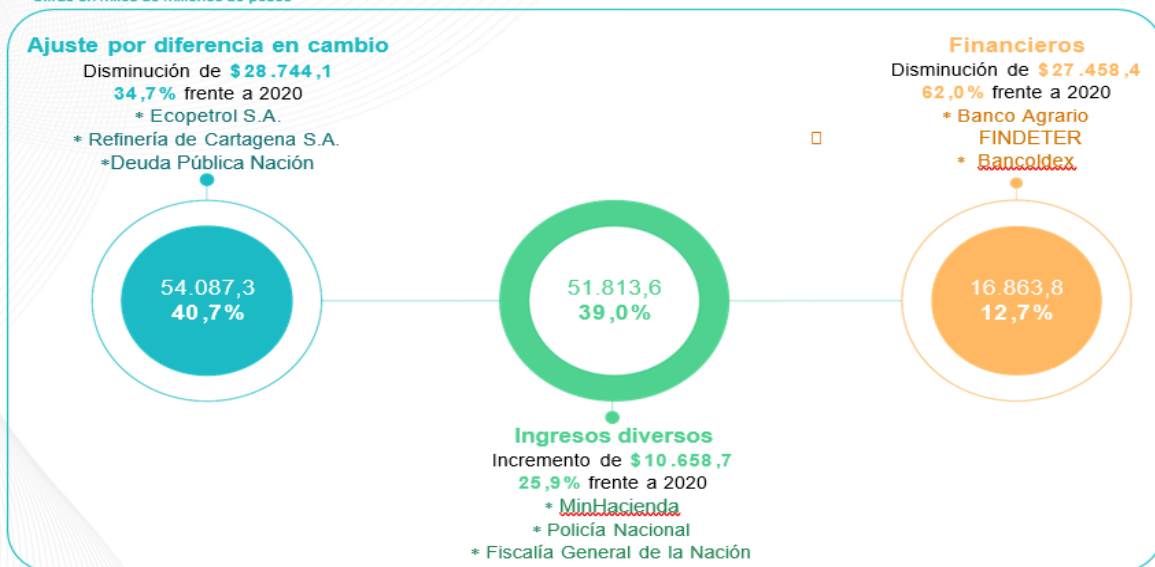 Ajuste por diferencia en cambio
Disminución de $28.744,1
34,7% frente a 2020
* Ecopetrol S.A.
* Refinería de Cartagena S.A.
*Deuda Pública Nación
Financieros
Disminución de $27.458,4
62,0% frente a 2020
* Banco Agrario
FINDETER
* Bancoldex
54.087,3
40,7%
51.813,6
39,0%
16.863,8
12,7%
Ingresos diversos
Incremento de $10.658,7
25,9% frente a 2020
* MinHacienda
* Policía Nacional
* Fiscalía General de la Nación